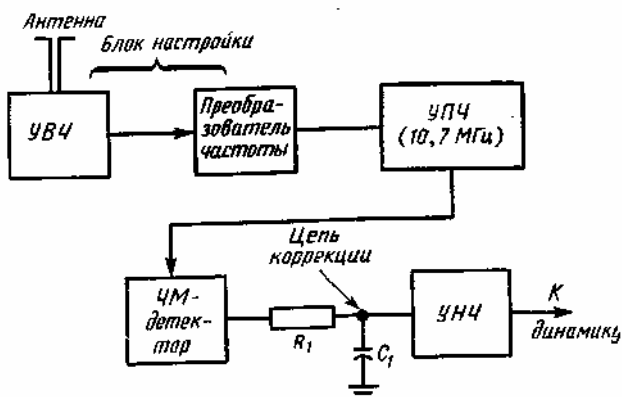 Антенна
Блок настройки
УВЧ
Преобра-
зователь
частоты
УПЧ
(10,7 МГц)
Цепь
коррекции
ЧМ-
детек-
тор
R1
C1
УНЧ
К
динамику